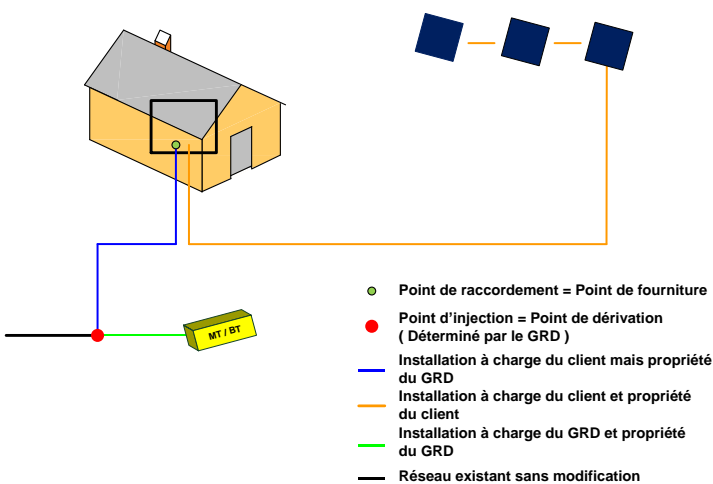 MT / BT
Point de raccordement = Point de fourniture
Point d'injection = Point de dérivation
( Déterminé par le GRD )
Installation à charge du client mais propriété
du GRD
Installation à charge du client et propriété
du client
Installation à charge du GRD et propriété
du GRD
Réseau existant sans modification